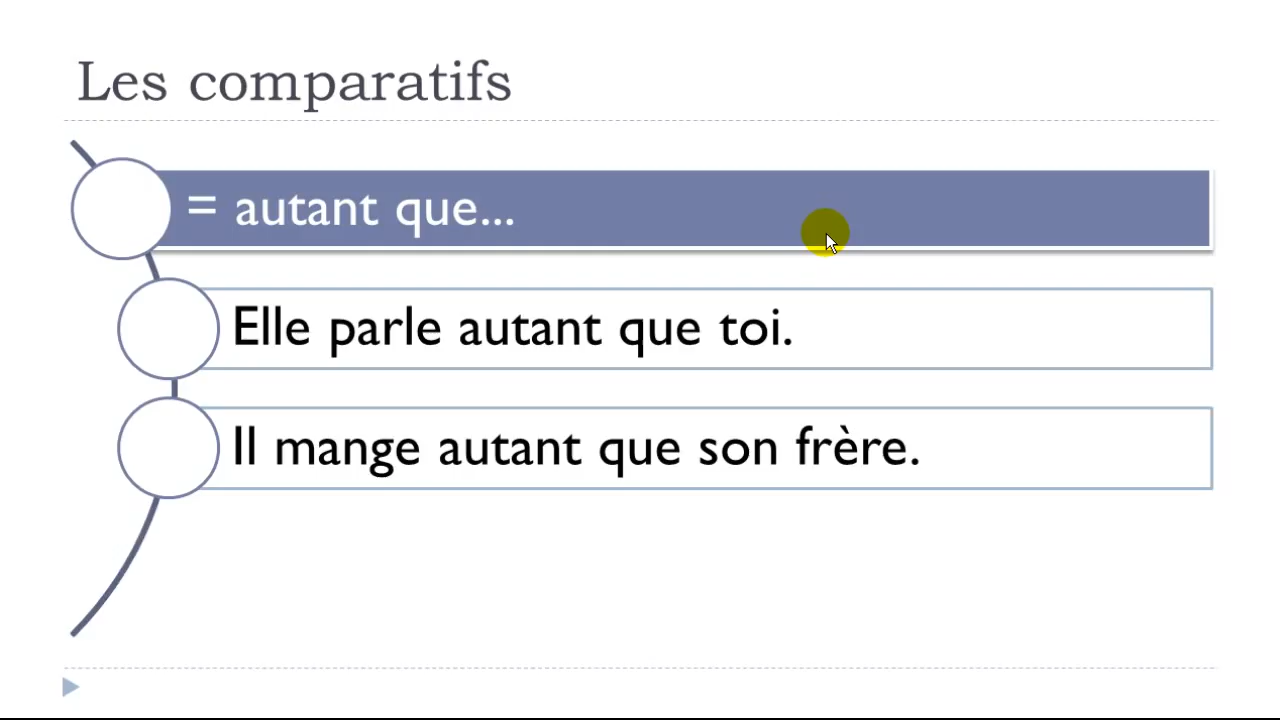 Les comparatifs
= autant que...
Elle parle autant que toi.
Il mange autant que son frère.